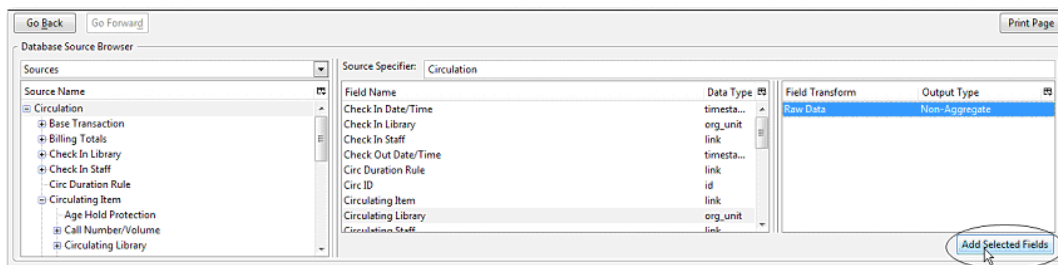 Go Back Go Forward Print Page
Database Source Browser
Sources
Source Name
Circulation
Base Transaction
Billing Totals
Check In Library
Check In Staff
Circ Duration Rule
Circulating Item
Age Hold Protection
Call Number/Volume
Circulating Library
Source Specifier: Circulation
Field Name Data Type
Check In Date/Time timesta...
Check In Library org_unit
Check In Staff link
Check Out Date/Time timesta...
Circ Duration Rule link
Circ ID id
Circulating Item link
Circulating Library org_unit
Circulating Staff link
Field Transform Output Type
Raw Data Non-Aggregate
Add Selected Fields